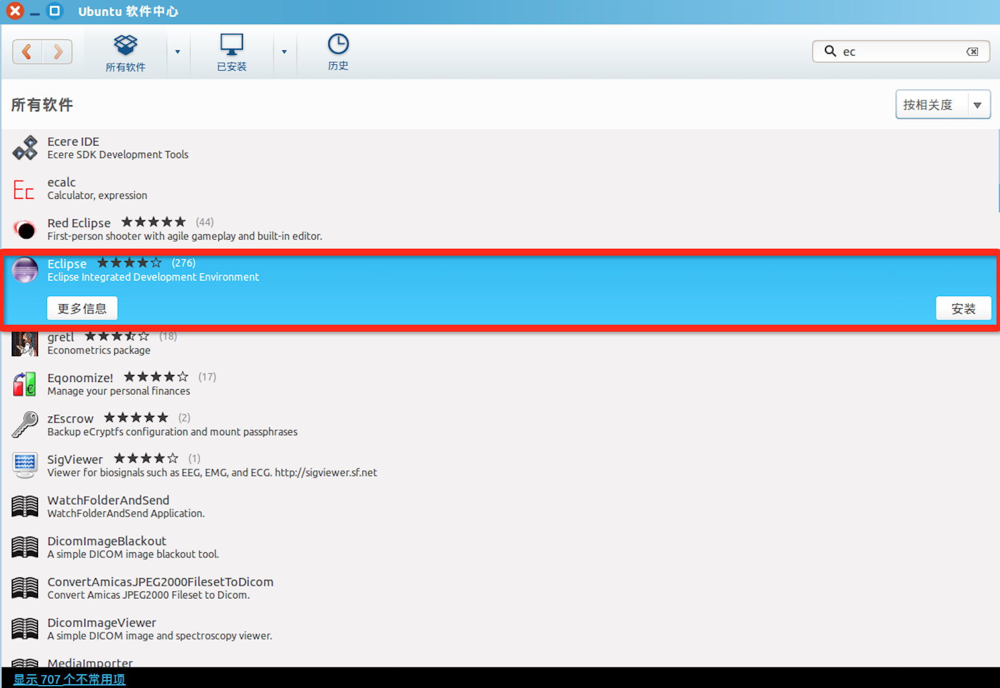 Ubuntu 软件中心
所有软件
已安装
历史
ec
所有软件
按相关度
Ecere IDE
Ecere SDK Development Tools
Ec
ecalc
Calculator, expression
Red Eclipse (44)
First-person shooter with agile gameplay and built-in editor.
Eclipse (276)
Eclipse Integrated Development Environment
更多信息
安装
gretl (18)
Econometrics package
Eqonomize! (17)
Manage your personal finances
zEscrow (2)
Backup eCryptfs configuration and mount passphrases
SigViewer (1)
Viewer for biosignals such as EEG, EMG, and ECG. http://sigviewer.sf.net
WatchFolderAndSend
WatchFolderAndSend Application.
DicomImageBlackout
A simple DICOM image blackout tool.
ConvertAmicasJPEG2000FilesetToDicom
Convert Amicas JPEG2000 Fileset to Dicom.
DicomImageViewer
A simple DICOM image and spectroscopy viewer.
MediaImporter
显示 707 个不常用项